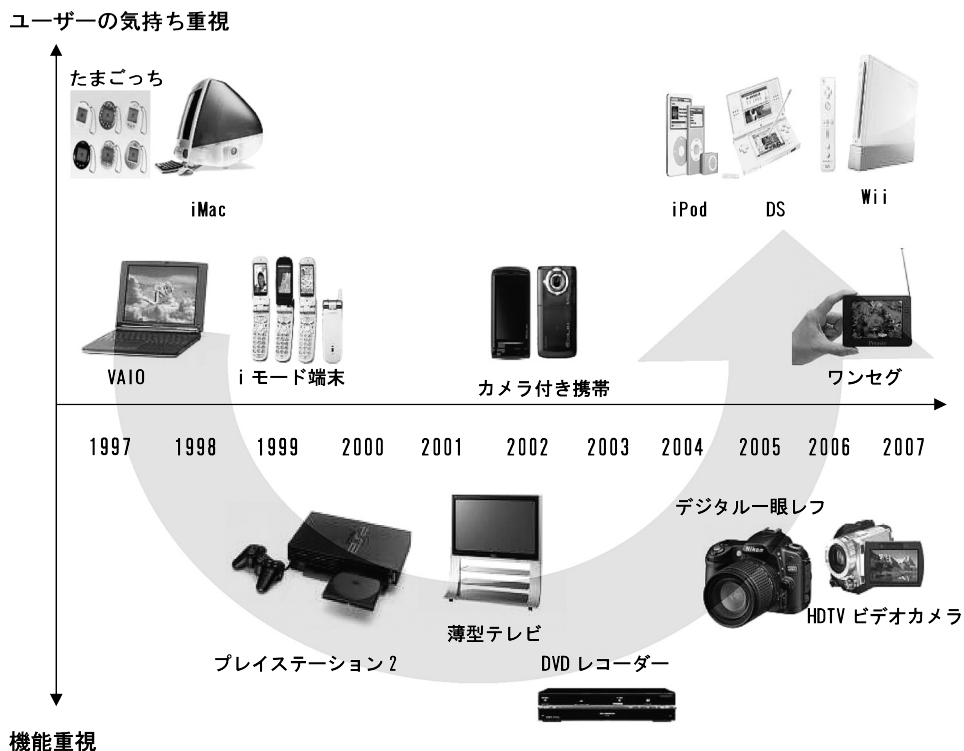 ユーザーの気持ち重視
たまごっち
iMac
iPod
DS
Wii
VAIO
iモード端末
カメラ付き携帯
ワンセグ
1997 1998 1999 2000 2001 2002 2003 2004 2005 2006 2007
デジタル一眼レフ
Nikon
HDTV ビデオカメラ
薄型テレビ
プレイステーション2
DVD レコーダー
機能重視